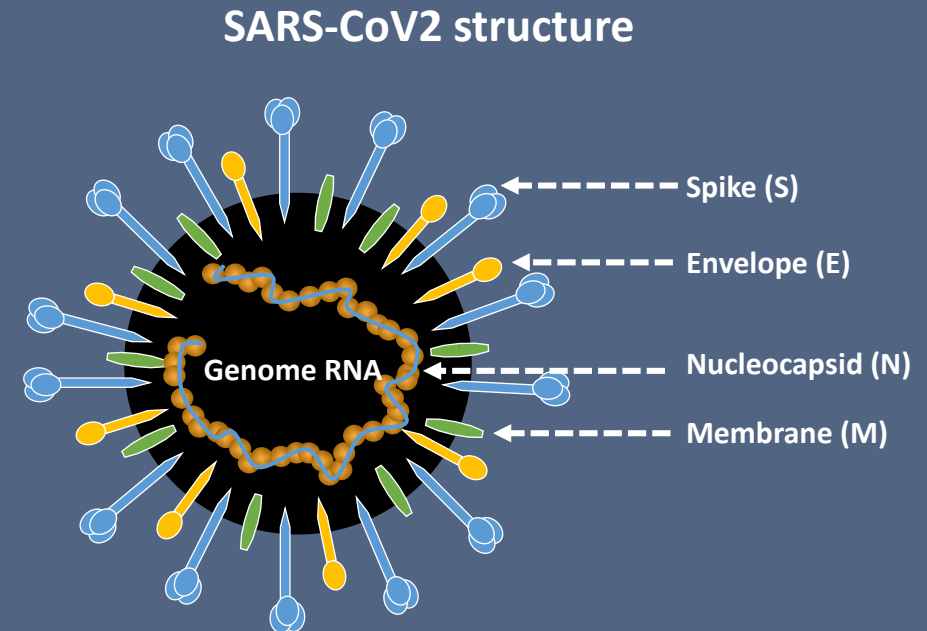 SARS-CoV2 structure
Spike (S)
Envelope (E)
Genome RNA
Nucleocapsid (N)
Membrane (M)